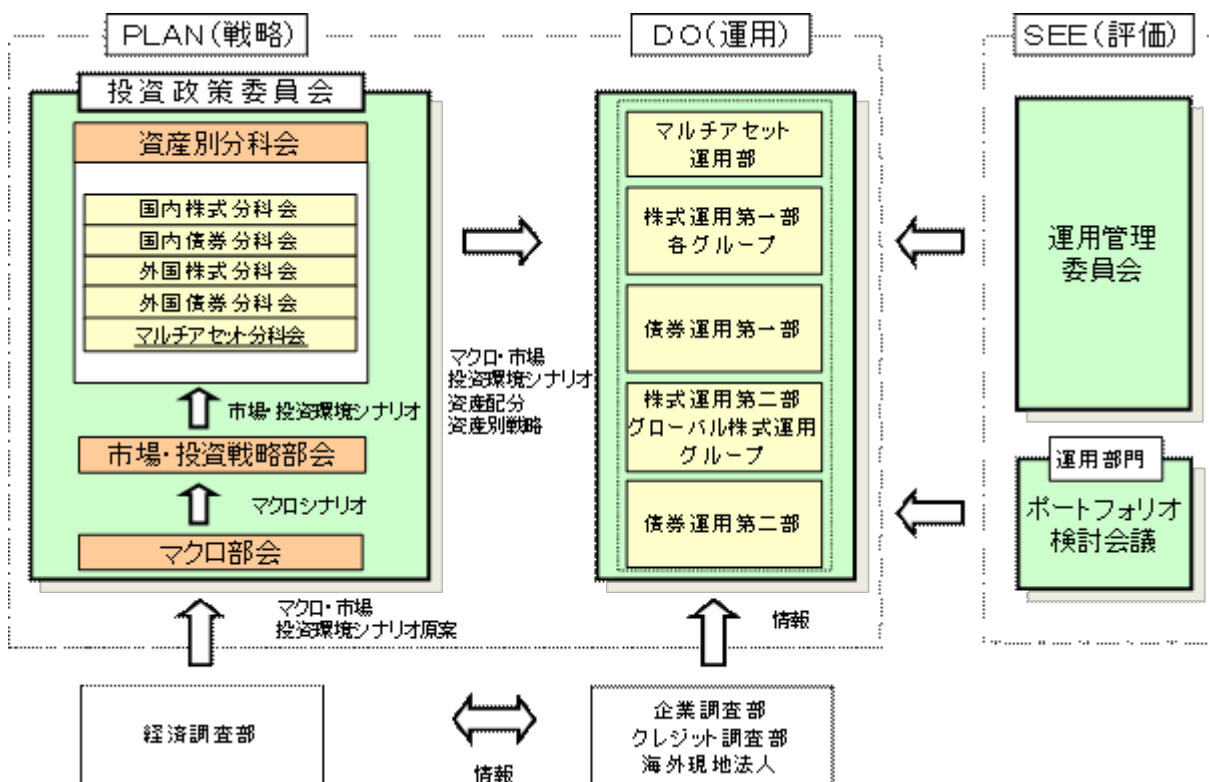 PLAN(戦略)
投資政策委員会
資産別分科会
国内株式分科会
国内債券分科会
外国株式分科会
外国債券分科会
マルチアセット分科会
市場・投資環境シナリオ
市場・投資戦略部会
マクロシナリオ
マクロ部会
マクロ・市場
投資環境シナリオ原案
経済調査部
マクロ・市場
投資環境シナリオ
資産配分
資産別戦略
情報
DO(運用)
マルチアセット
運用部
株式運用第一部
各グループ
債券運用第一部
株式運用第二部
グローバル株式運用
グループ
債券運用第二部
情報
企業調査部
クレジット調査部
海外現地法人
SEE(評価)
運用管理
委員会
運用部門
ポートフォリオ
検討会議